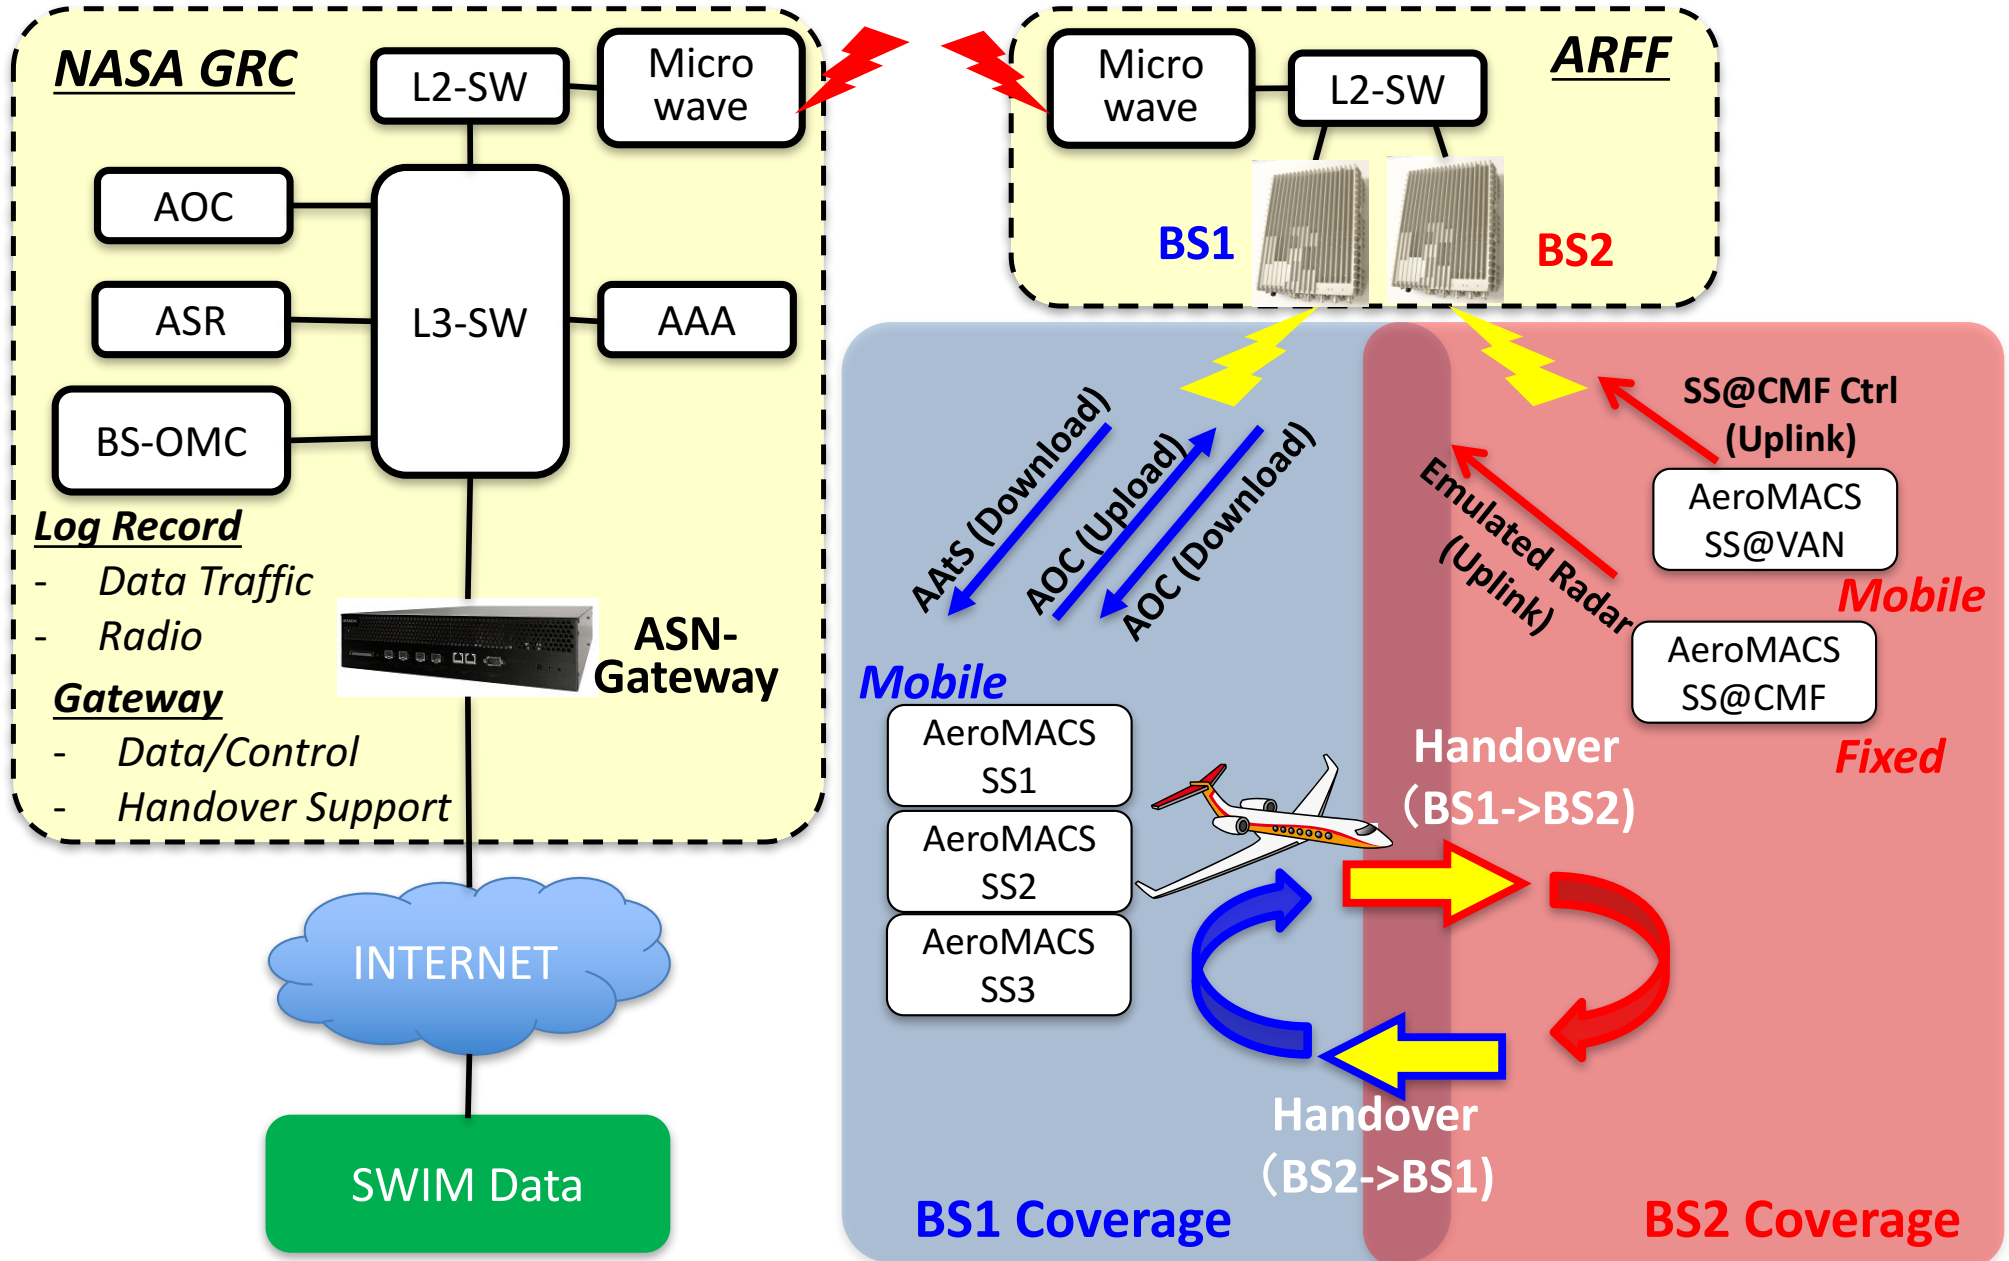 NASA GRC
L2-SW
Micro
wave
AOC
ASR
BS-OMC
L3-SW
AAA
Log Record
- Data Traffic
- Radio
Gateway
- Data/Control
- Handover Support
ASN-
Gateway
INTERNET
SWIM Data
Micro
wave
L2-SW
ARFF
BS1
BS2
AAtS (Download)
AOC (Upload)
AOC (Download)
SS@CMF Ctrl
(Uplink)
Emulated Radar
(Uplink)
AeroMACS
SS@VAN
Mobile
AeroMACS
SS@CMF
Fixed
Mobile
AeroMACS
SS1
AeroMACS
SS2
AeroMACS
SS3
Handover
（BS1->BS2)
Handover
（BS2->BS1)
BS1 Coverage
BS2 Coverage